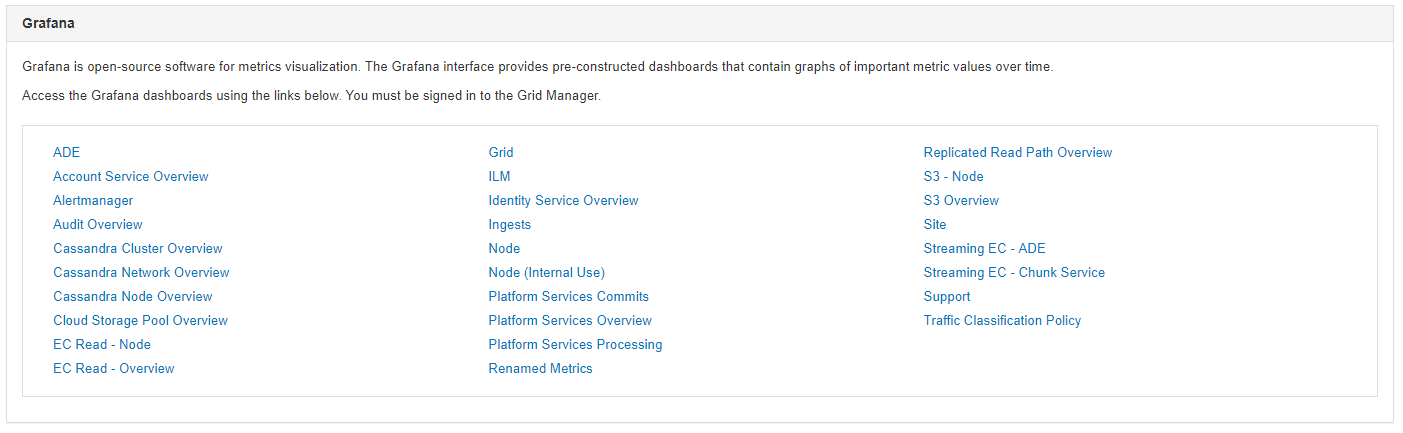 Grafana
Grafana is open-source software for metrics visualization. The Grafana interface provides pre-constructed dashboards that contain graphs of important metric values over time.
Access the Grafana dashboards using the links below. You must be signed in to the Grid Manager.
ADE
Account Service Overview
Alertmanager
Audit Overview
Cassandra Cluster Overview
Cassandra Network Overview
Cassandra Node Overview
Cloud Storage Pool Overview
EC Read - Node
EC Read - Overview
Grid
ILM
Identity Service Overview
Ingests
Node
Node (Internal Use)
Platform Services Commits
Platform Services Overview
Platform Services Processing
Renamed Metrics
Replicated Read Path Overview
S3 - Node
S3 Overview
Site
Streaming EC - ADE
Streaming EC - Chunk Service
Support
Traffic Classification Policy